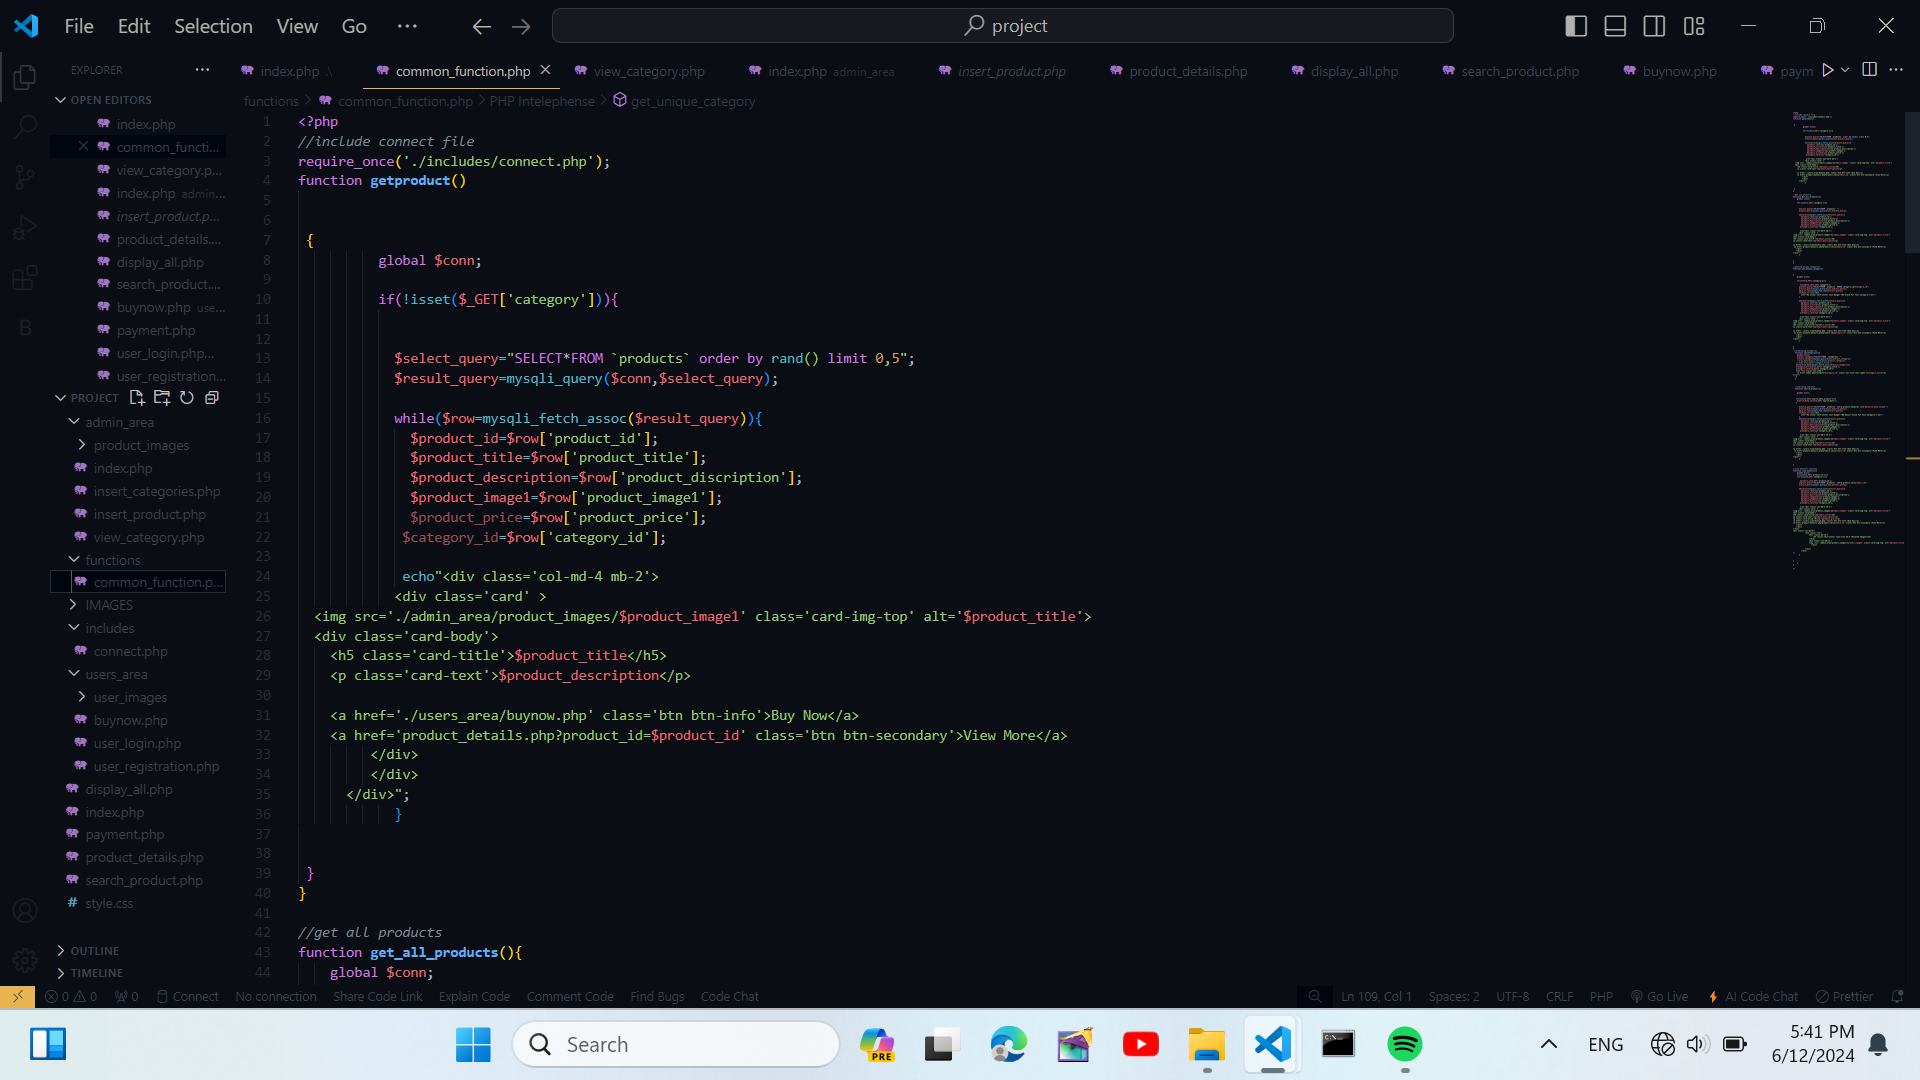 File Edit Selection View Go ··· project
EXPLORER ···
index.php .\ common_function.php view_category.php index.php admin_area insert_product.php product_details.php display_all.php search_product.php buynow.php paym ···
OPEN EDITORS
index.php
common_functi...
view_category.p...
index.php admin...
insert_product.p...
product_details....
display_all.php
search_product....
buynow.php use...
payment.php
user_login.php...
user_registration...
PROJECT
admin_area
product_images
index.php
insert_categories.php
insert_product.php
view_category.php
functions
common_function.p...
IMAGES
includes
connect.php
users_area
user_images
buynow.php
user_login.php
user_registration.php
display_all.php
index.php
payment.php
product_details.php
search_product.php
# style.css
OUTLINE
TIMELINE
B
functions > common_function.php > PHP Intelephense > get_unique_category
1 <?php
2 //include connect file
3 require_once('./includes/connect.php');
4 function getproduct()
5
6
7 {
8 global $conn;
9
10 if(!isset($_GET['category'])){
11
12
13 $select_query="SELECT*FROM `products` order by rand() limit 0,5";
14 $result_query=mysqli_query($conn,$select_query);
15
16 while($row=mysqli_fetch_assoc($result_query)){
17 $product_id=$row['product_id'];
18 $product_title=$row['product_title'];
19 $product_description=$row['product_discription'];
20 $product_image1=$row['product_image1'];
21 $product_price=$row['product_price'];
22 $category_id=$row['category_id'];
23
24 echo"<div class='col-md-4 mb-2'>
25 <div class='card' >
26 <img src='./admin_area/product_images/$product_image1' class='card-img-top' alt='$product_title'>
27 <div class='card-body'>
28 <h5 class='card-title'>$product_title</h5>
29 <p class='card-text'>$product_description</p>
30
31 <a href='./users_area/buynow.php' class='btn btn-info'>Buy Now</a>
32 <a href='product_details.php?product_id=$product_id' class='btn btn-secondary'>View More</a>
33 </div>
34 </div>
35 </div>";
36 }
37
38
39 }
40 }
41
42 //get all products
43 function get_all_products(){
44 global $conn;
0 0 0 Connect No connection Share Code Link Explain Code Comment Code Find Bugs Code Chat Ln 109, Col 1 Spaces: 2 UTF-8 CRLF PHP Go Live AI Code Chat Prettier
Search PRE ENG 5:41 PM
6/12/2024